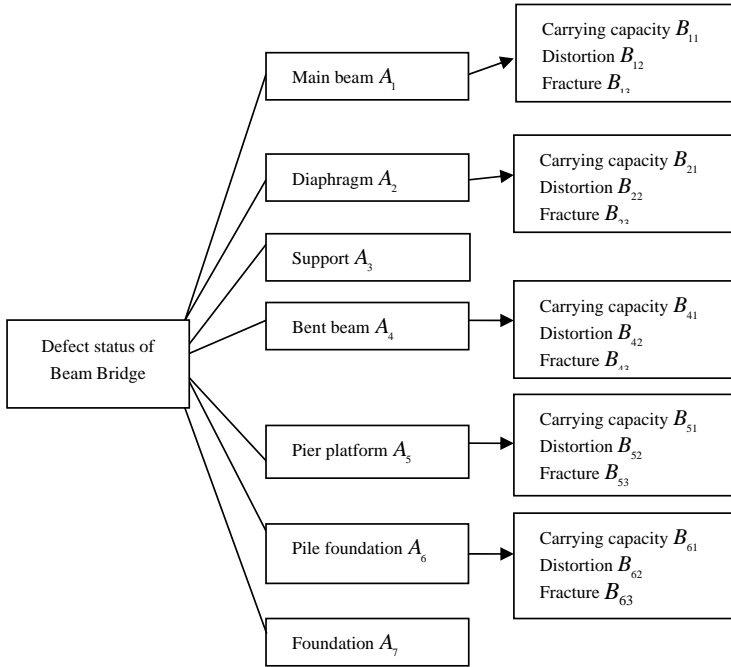 Defect status of
Beam Bridge
Main beam A₁
Carrying capacity B₁₁
Distortion B₁₂
Fracture B₁₃
Diaphragm A₂
Carrying capacity B₂₁
Distortion B₂₂
Fracture B₂₃
Support A₃
Bent beam A₄
Carrying capacity B₄₁
Distortion B₄₂
Fracture B₄₃
Pier platform A₅
Carrying capacity B₅₁
Distortion B₅₂
Fracture B₅₃
Pile foundation A₆
Carrying capacity B₆₁
Distortion B₆₂
Fracture B₆₃
Foundation A₇